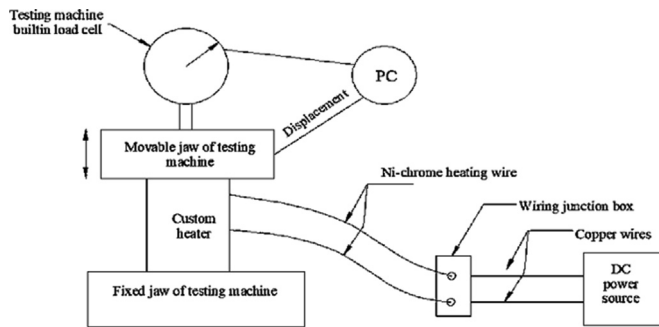 Testing machine
builtin load cell
PC
Displacement
Movable jaw of testing
machine
Ni-chrome heating wire
Custom
heater
Wiring junction box
Copper wires
DC
power
source
Fixed jaw of testing machine